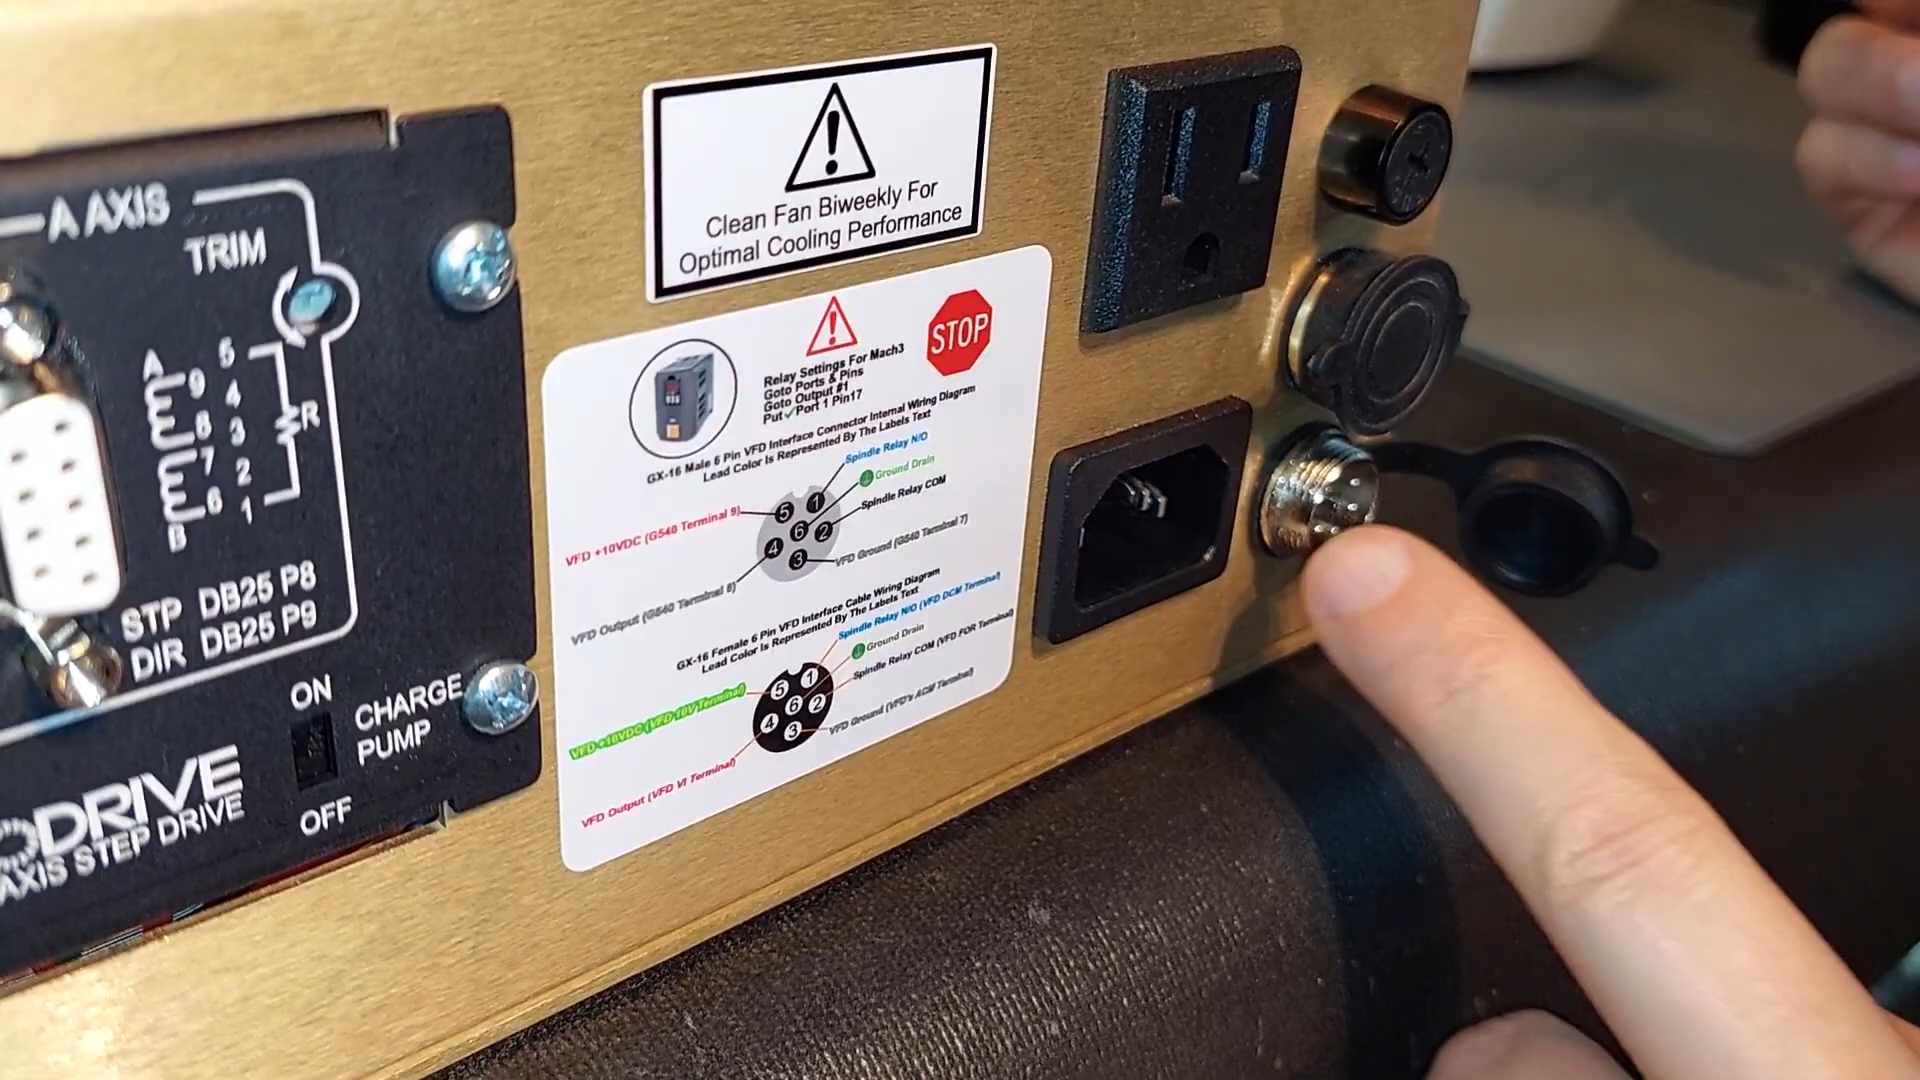 A AXIS
TRIM
A
5
9
4
8
3
R
7
2
6
1
B
STP DB25 P8
DIR DB25 P9
ON
CHARGE
PUMP
OFF
DRIVE
AXIS STEP DRIVE
Clean Fan Biweekly For
Optimal Cooling Performance
STOP
Relay Settings For Mach3
Goto Ports & Pins
Goto Output #1
Put ✓ Port 1 Pin17
GX-16 Male 6 Pin VFD Interface Connector Internal Wiring Diagram
Lead Color Is Represented By The Labels Text
Spindle Relay N/O
Ground Drain
Spindle Relay COM
VFD +10VDC (G540 Terminal 9)
5
1
6
2
4
3
VFD Ground (G540 Terminal 7)
VFD Output (G540 Terminal 8)
GX-16 Female 6 Pin VFD Interface Cable Wiring Diagram
Lead Color Is Represented By The Labels Text
Spindle Relay N/O (VFD DCM Terminal)
Ground Drain
Spindle Relay COM (VFD FOR Terminal)
VFD +10VDC (VFD 10V Terminal)
5
1
6
2
4
3
VFD Ground (VFD's ACM Terminal)
VFD Output (VFD VI Terminal)